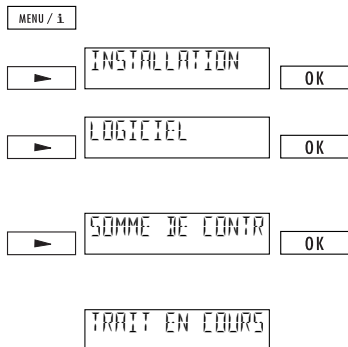 MENU / i
INSTALLATION
OK
LOGICIEL
OK
SOMME DE CONTR
OK
TRAIT EN COURS